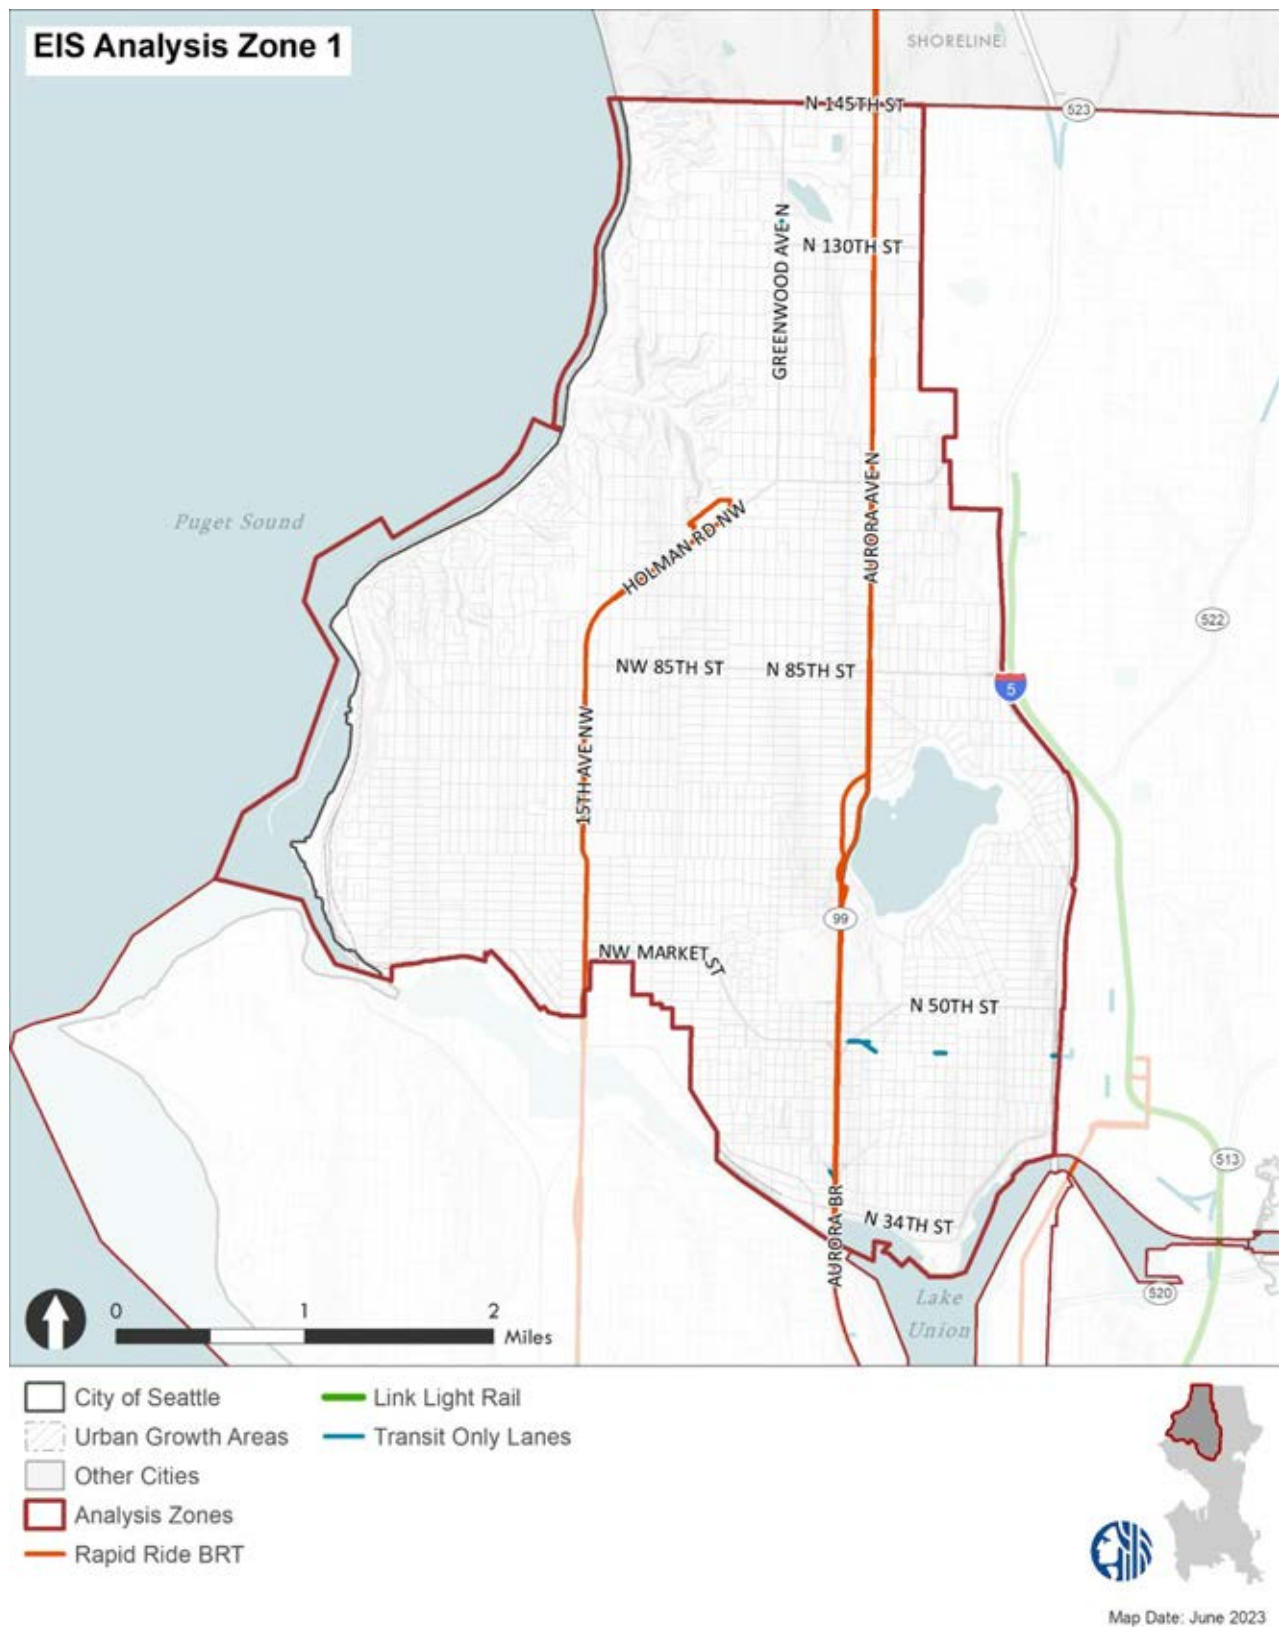 EIS Analysis Zone 1
SHORELINE
N 145TH ST
523
GREENWOOD AVE N
N 130TH ST
AURORA AVE N
HOLMAN RD NW
Puget Sound
522
NW 85TH ST
N 85TH ST
5
15TH AVE NW
99
NW MARKET ST
N 50TH ST
513
AURORA BR
N 34TH ST
520
Lake
Union
0 1 2
Miles
City of Seattle
Urban Growth Areas
Other Cities
Analysis Zones
Rapid Ride BRT
Link Light Rail
Transit Only Lanes
Map Date: June 2023